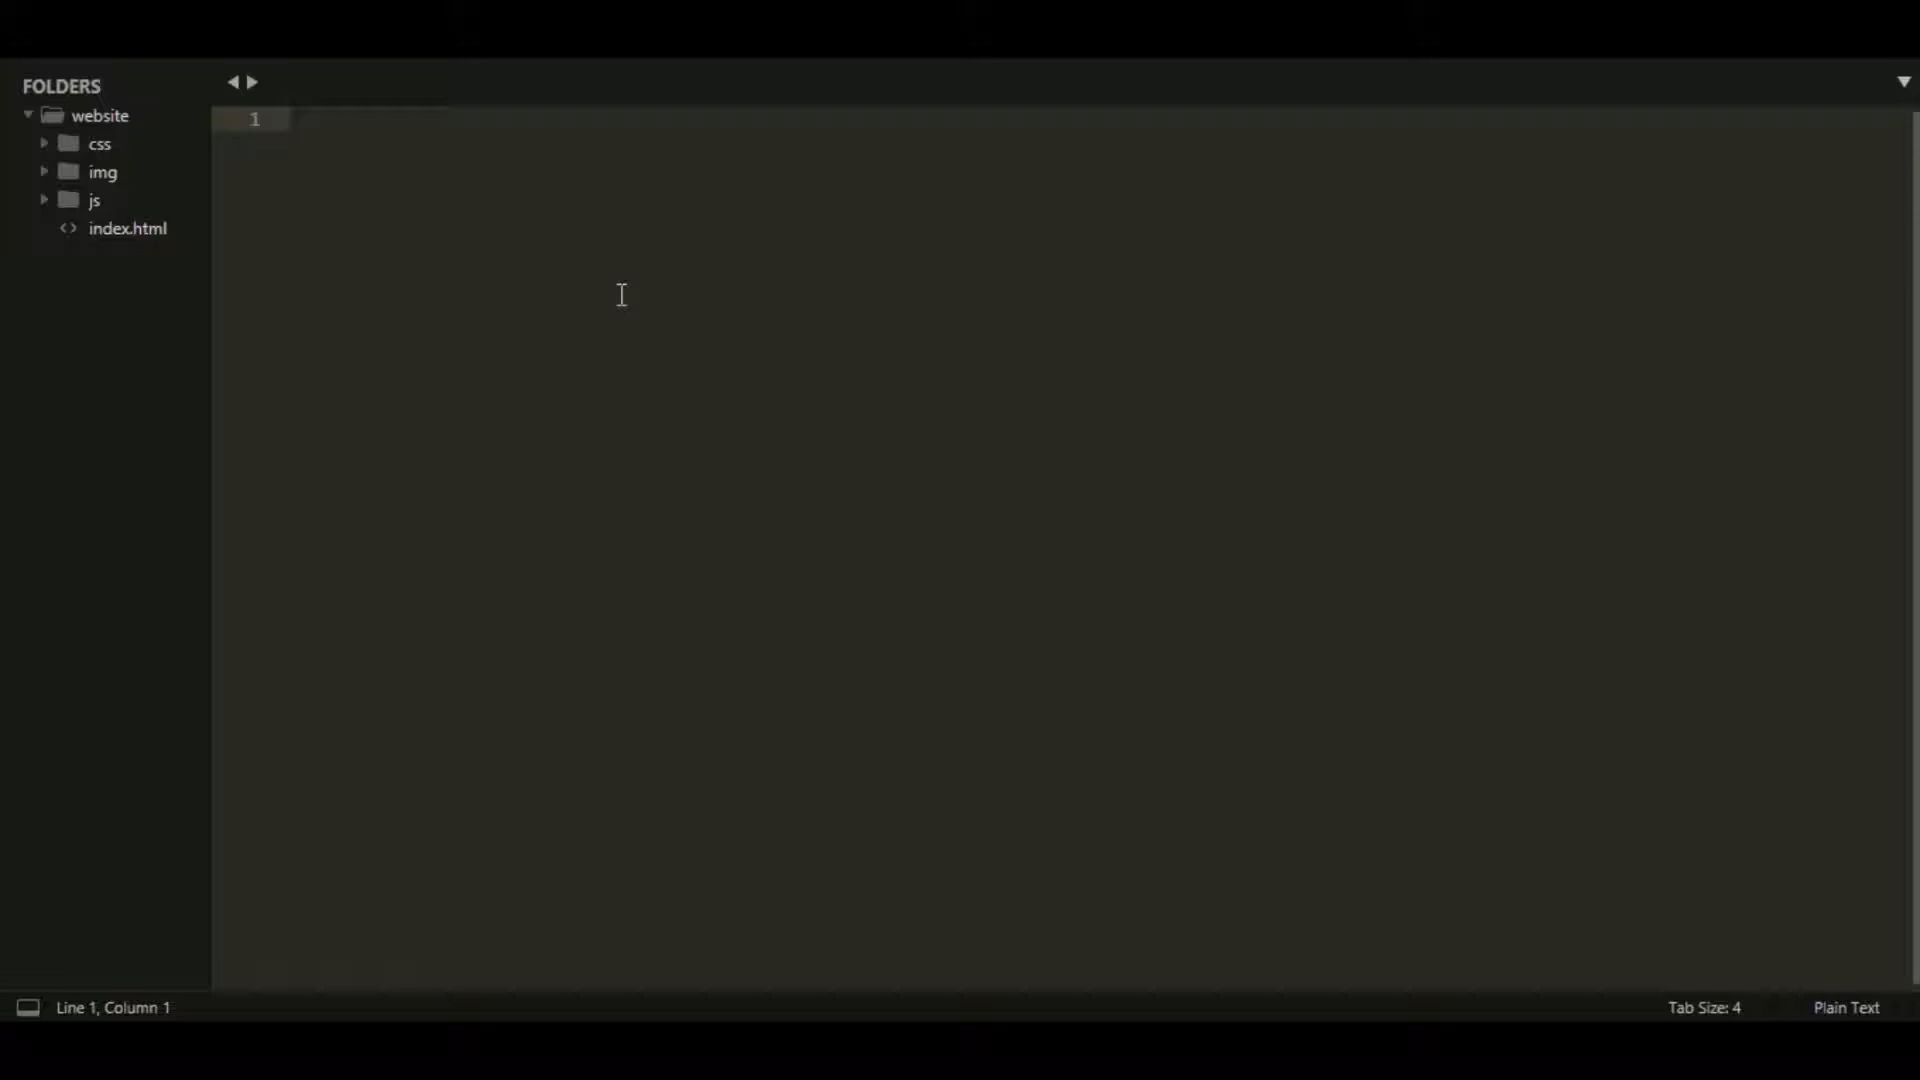 FOLDERS
website
css
img
js
index.html
1
Line 1, Column 1
Tab Size: 4
Plain Text